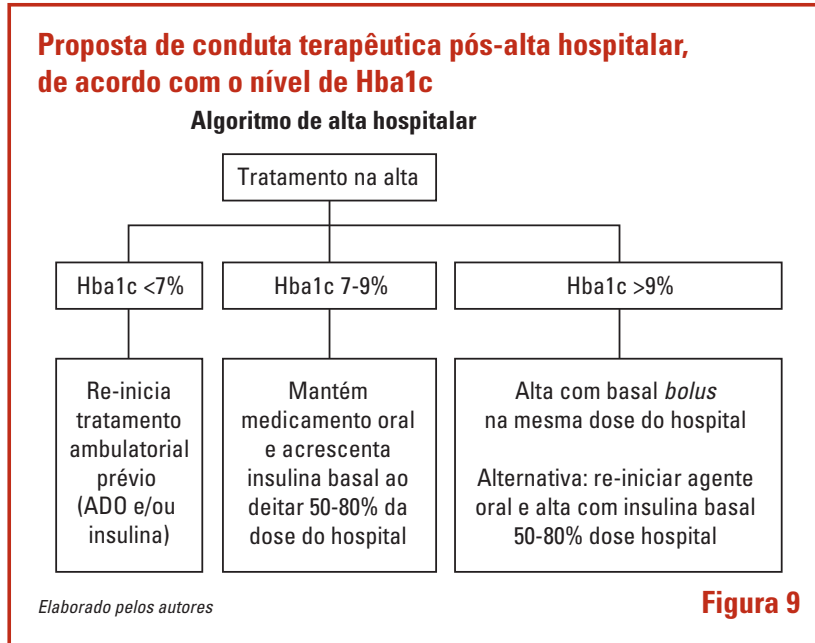 Proposta de conduta terapêutica pós-alta hospitalar,
de acordo com o nível de Hba1c
Algoritmo de alta hospitalar
Tratamento na alta
Hba1c <7%
Hba1c 7-9%
Hba1c >9%
Re-inicia
tratamento
ambulatorial
prévio
(ADO e/ou
insulina)
Mantém
medicamento oral
e acrescenta
insulina basal ao
deitar 50-80% da
dose do hospital
Alta com basal bolus
na mesma dose do hospital
Alternativa: re-iniciar agente
oral e alta com insulina basal
50-80% dose hospital
Elaborado pelos autores
Figura 9